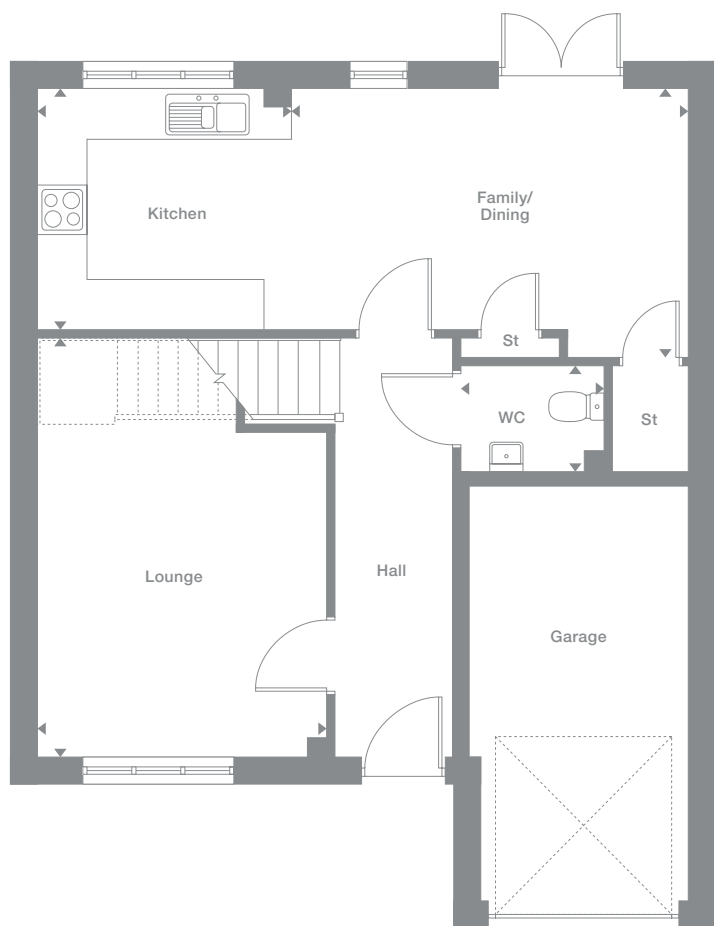 Kitchen
Family/
Dining
St
WC
St
Lounge
Hall
Garage